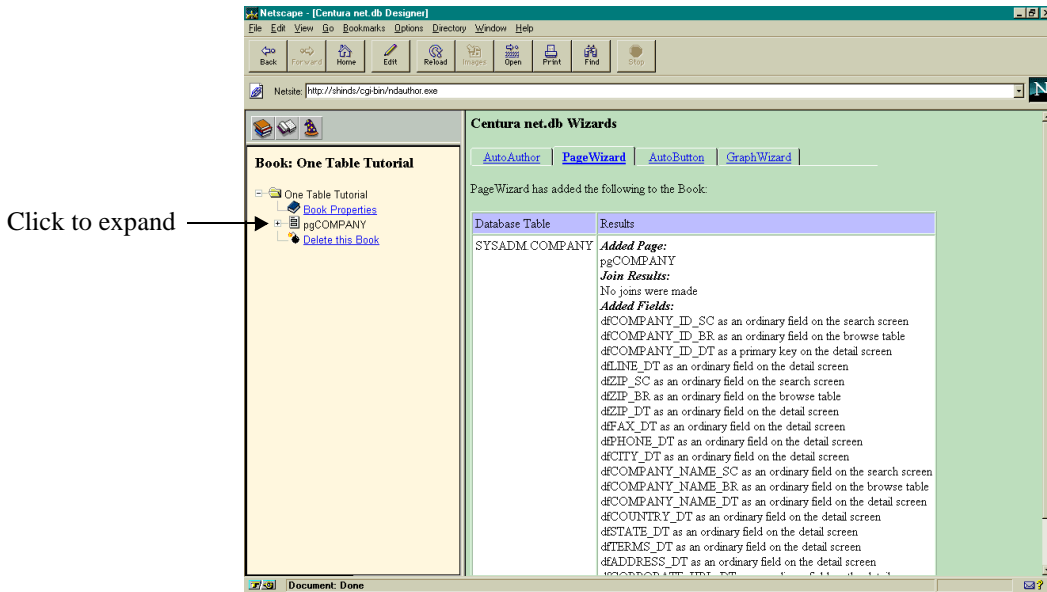 Netscape - [Centura net.db Designer]
File Edit View Go Bookmarks Options Directory Window Help
Back Forward Home Edit Reload Images Open Print Find Stop
Netsite: http://shinds/cgi-bin/ndauthor.exe
N
Centura net.db Wizards
AutoAuthor PageWizard AutoButton GraphWizard
Book: One Table Tutorial
PageWizard has added the following to the Book:
One Table Tutorial
Book Properties
Click to expand
pgCOMPANY
Delete this Book
Database Table Results
SYSADM.COMPANY Added Page:
pgCOMPANY
Join Results:
No joins were made
Added Fields:
dfCOMPANY_ID_SC as an ordinary field on the search screen
dfCOMPANY_ID_BR as an ordinary field on the browse table
dfCOMPANY_ID_DT as a primary key on the detail screen
dfLINE_DT as an ordinary field on the detail screen
dfZIP_SC as an ordinary field on the search screen
dfZIP_BR as an ordinary field on the browse table
dfZIP_DT as an ordinary field on the detail screen
dfFAX_DT as an ordinary field on the detail screen
dfPHONE_DT as an ordinary field on the detail screen
dfCITY_DT as an ordinary field on the detail screen
dfCOMPANY_NAME_SC as an ordinary field on the search screen
dfCOMPANY_NAME_BR as an ordinary field on the browse table
dfCOMPANY_NAME_DT as an ordinary field on the detail screen
dfCOUNTRY_DT as an ordinary field on the detail screen
dfSTATE_DT as an ordinary field on the detail screen
dfTERMS_DT as an ordinary field on the detail screen
dfADDRESS_DT as an ordinary field on the detail screen
Document: Done